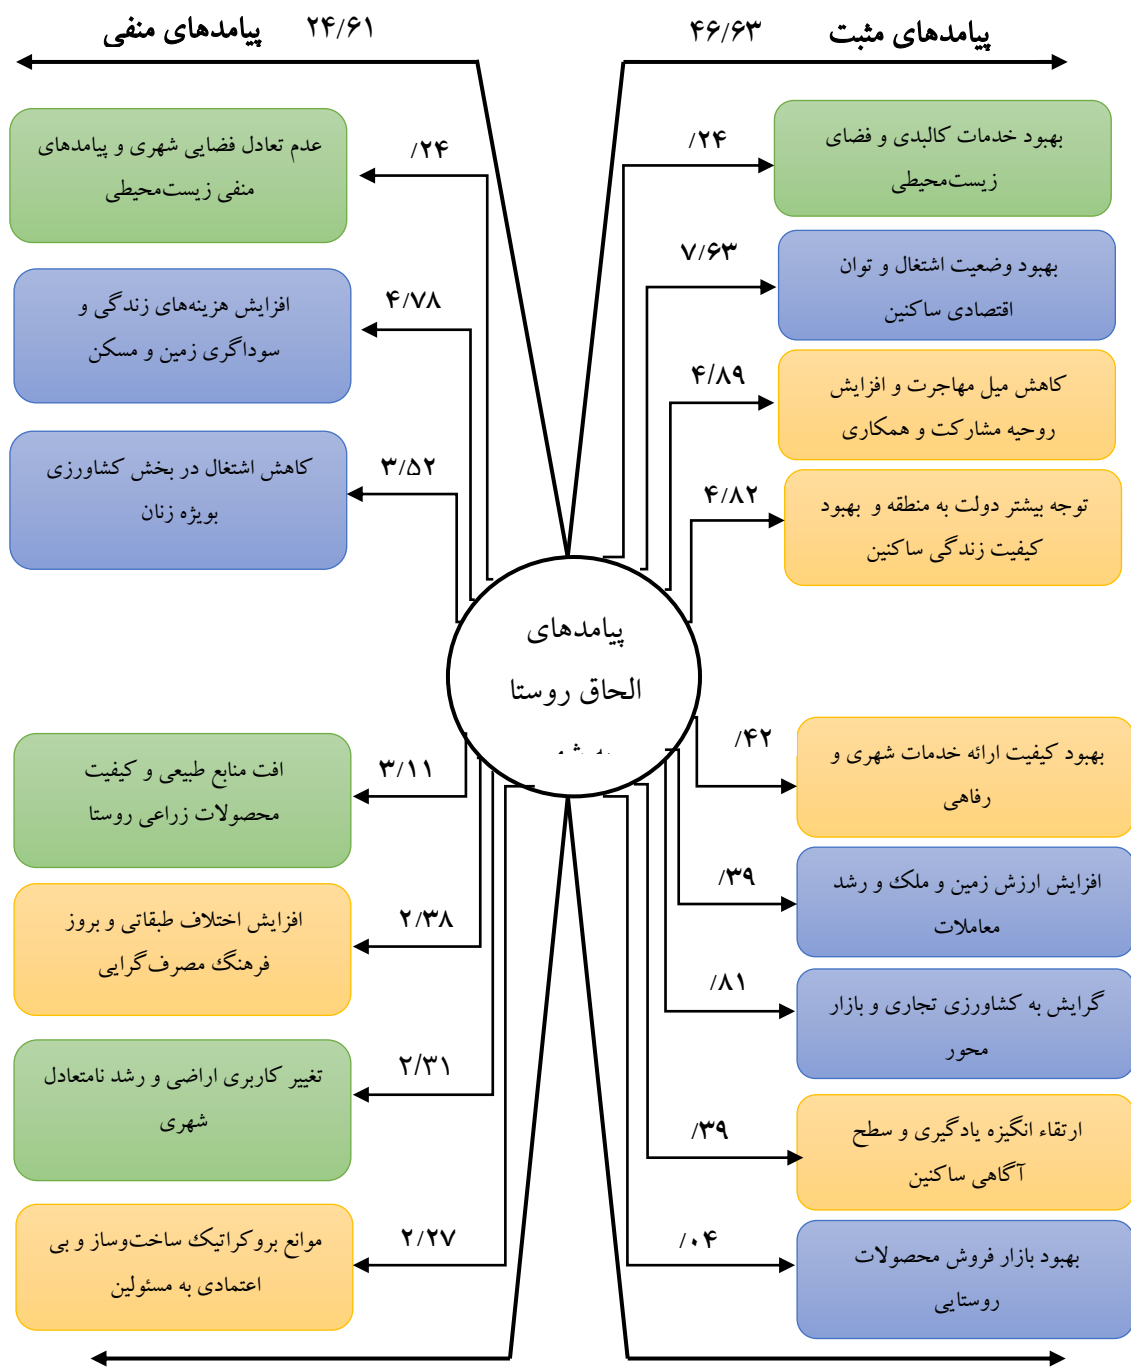 پیامدهای مثبت ۴۶/۶۳
/۲۴
بهبود خدمات کالبدی و فضای
زیست‌محیطی
۷/۶۳
بهبود وضعیت اشتغال و توان
اقتصادی ساکنین
۴/۸۹
کاهش میل مهاجرت و افزایش
روحیه مشارکت و همکاری
۴/۸۲
توجه بیشتر دولت به منطقه و بهبود
کیفیت زندگی ساکنین
/۴۲
بهبود کیفیت ارائه خدمات شهری و
رفاهی
/۳۹
افزایش ارزش زمین و ملک و رشد
معاملات
/۸۱
گرایش به کشاورزی تجاری و بازار
محور
/۳۹
ارتقاء انگیزه یادگیری و سطح
آگاهی ساکنین
/۰۴
بهبود بازار فروش محصولات
روستایی
پیامدهای
الحاق روستا
۲۴/۶۱ پیامدهای منفی
/۲۴
عدم تعادل فضایی شهری و پیامدهای
منفی زیست‌محیطی
۴/۷۸
افزایش هزینه‌های زندگی و
سوداگری زمین و مسکن
۳/۵۲
کاهش اشتغال در بخش کشاورزی
بویژه زنان
۳/۱۱
افت منابع طبیعی و کیفیت
محصولات زراعی روستا
۲/۳۸
افزایش اختلاف طبقاتی و بروز
فرهنگ مصرف‌گرایی
۲/۳۱
تغییر کاربری اراضی و رشد نامتعادل
شهری
۲/۲۷
موانع بروکراتیک ساخت‌وساز و بی
اعتمادی به مسئولین